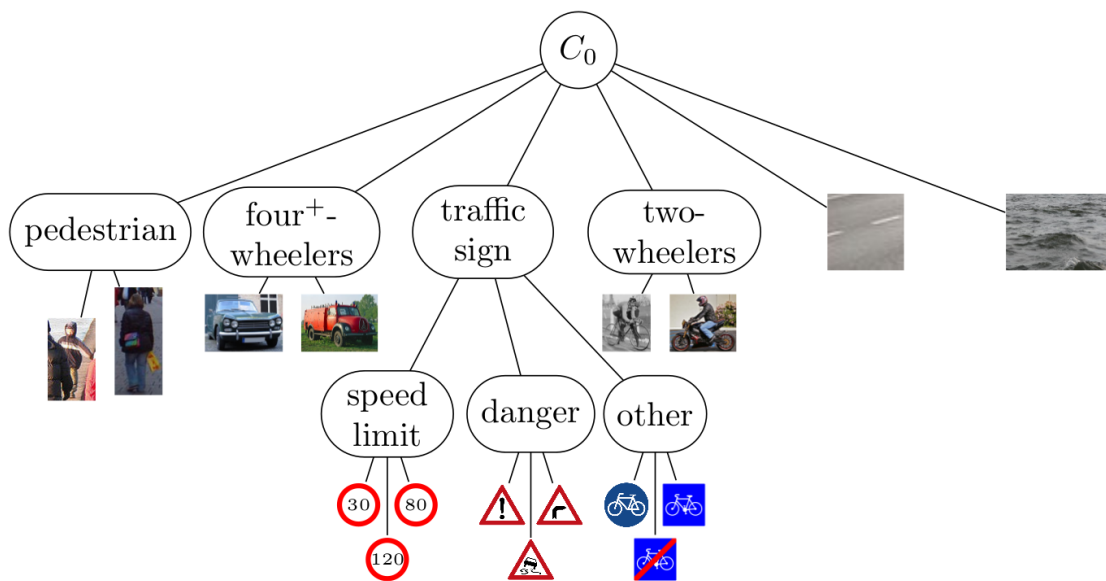 C₀
pedestrian
four⁺-
wheelers
traffic
sign
two-
wheelers
speed
limit
danger
other
30
80
120
!